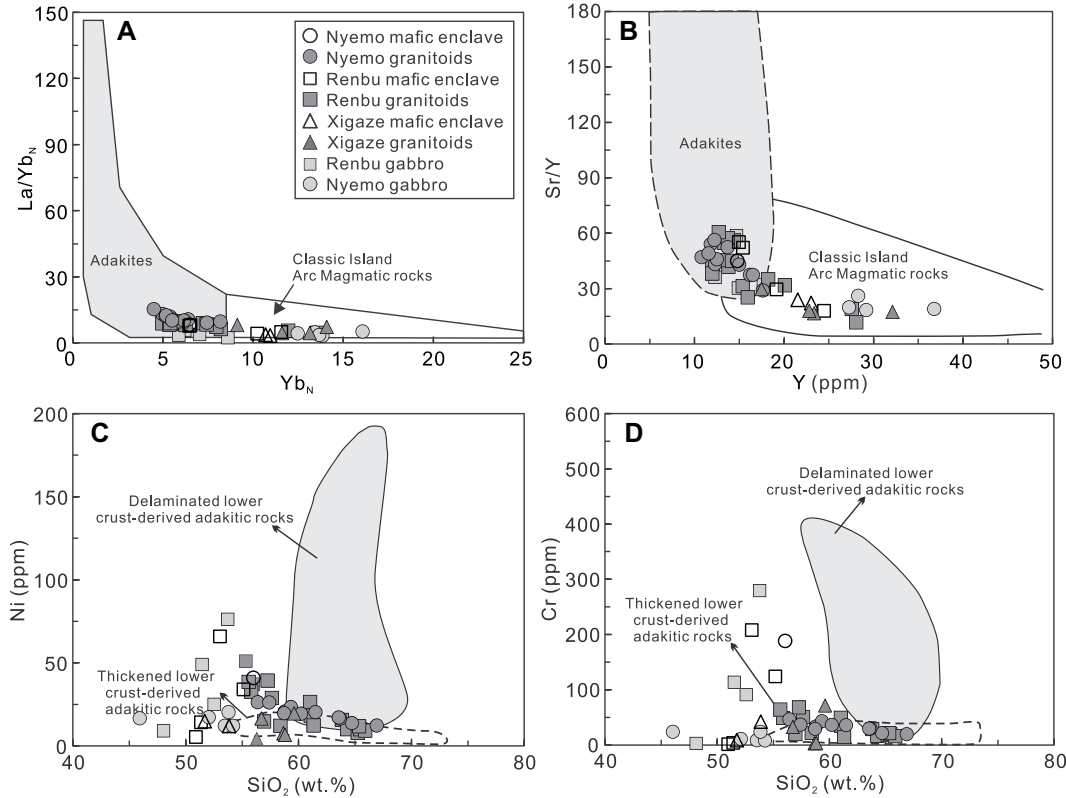 A
150
120
90
60
30
0
La/Yb_N
0
5
10
15
20
25
Yb_N
Nyemo mafic enclave
Nyemo granitoids
Renbu mafic enclave
Renbu granitoids
Xigaze mafic enclave
Xigaze granitoids
Renbu gabbro
Nyemo gabbro
Adakites
Classic Island
Arc Magmatic rocks
B
180
150
120
90
60
30
0
Sr/Y
0
10
20
30
40
50
Y (ppm)
Adakites
Classic Island
Arc Magmatic rocks
C
200
150
100
50
0
Ni (ppm)
40
50
60
70
80
SiO₂ (wt.%)
Delaminated lower
crust-derived adakitic rocks
Thickened lower
crust-derived
adakitic rocks
D
600
500
400
300
200
100
0
Cr (ppm)
40
50
60
70
80
SiO₂ (wt.%)
Delaminated lower
crust-derived adakitic rocks
Thickened lower
crust-derived
adakitic rocks